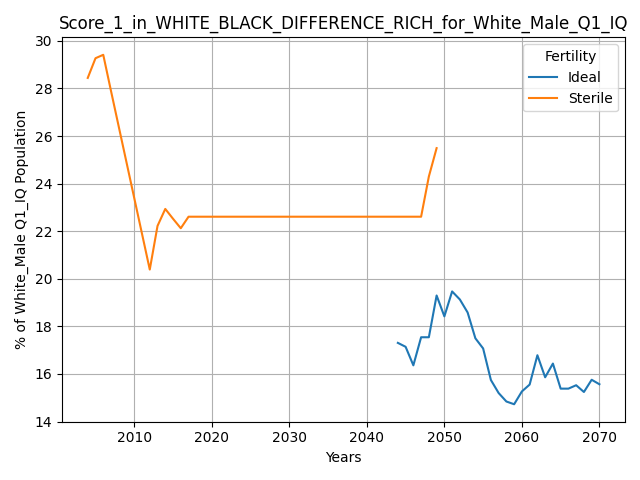 Score_1_in_WHITE_BLACK_DIFFERENCE_RICH_for_White_Male_Q1_IQ
Fertility
Ideal
Sterile
% of White_Male Q1_IQ Population
30
28
26
24
22
20
18
16
14
2010 2020 2030 2040 2050 2060 2070
Years